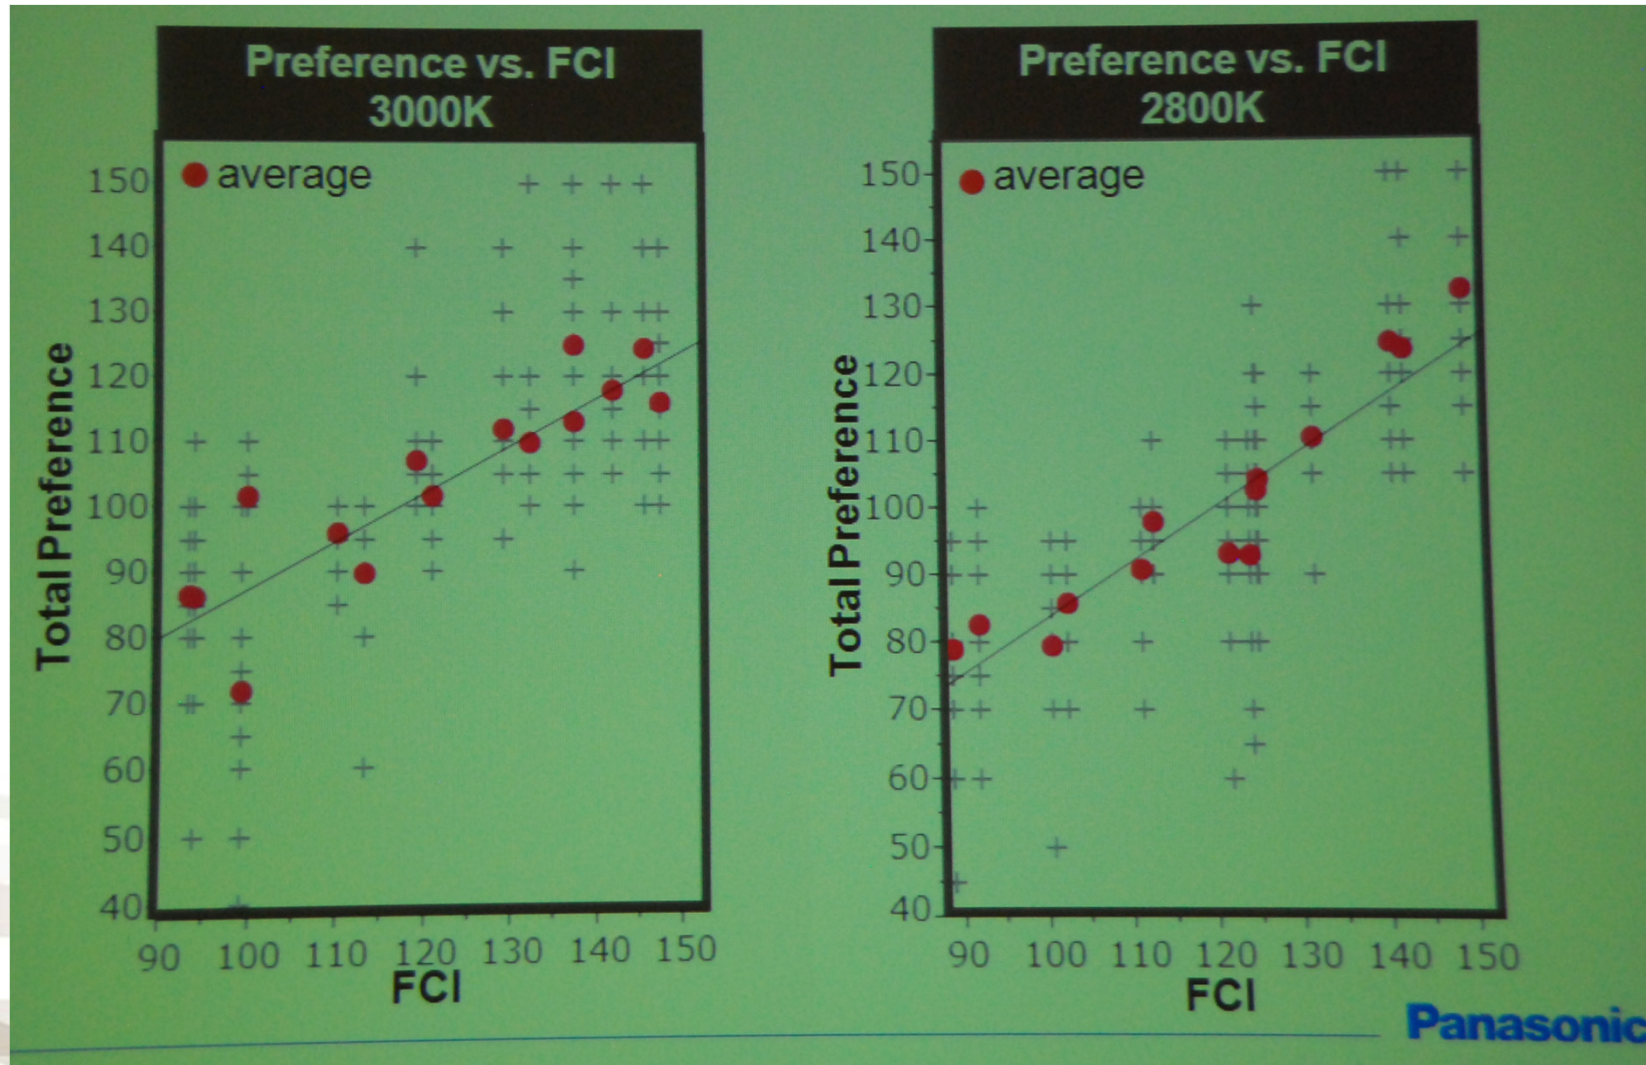 Preference vs. FCI
3000K
average
150
140
130
120
110
100
90
80
70
60
50
40
Total Preference
90 100 110 120 130 140 150
FCI
Preference vs. FCI
2800K
average
150
140
130
120
110
100
90
80
70
60
50
40
Total Preference
90 100 110 120 130 140 150
FCI
Panasonic